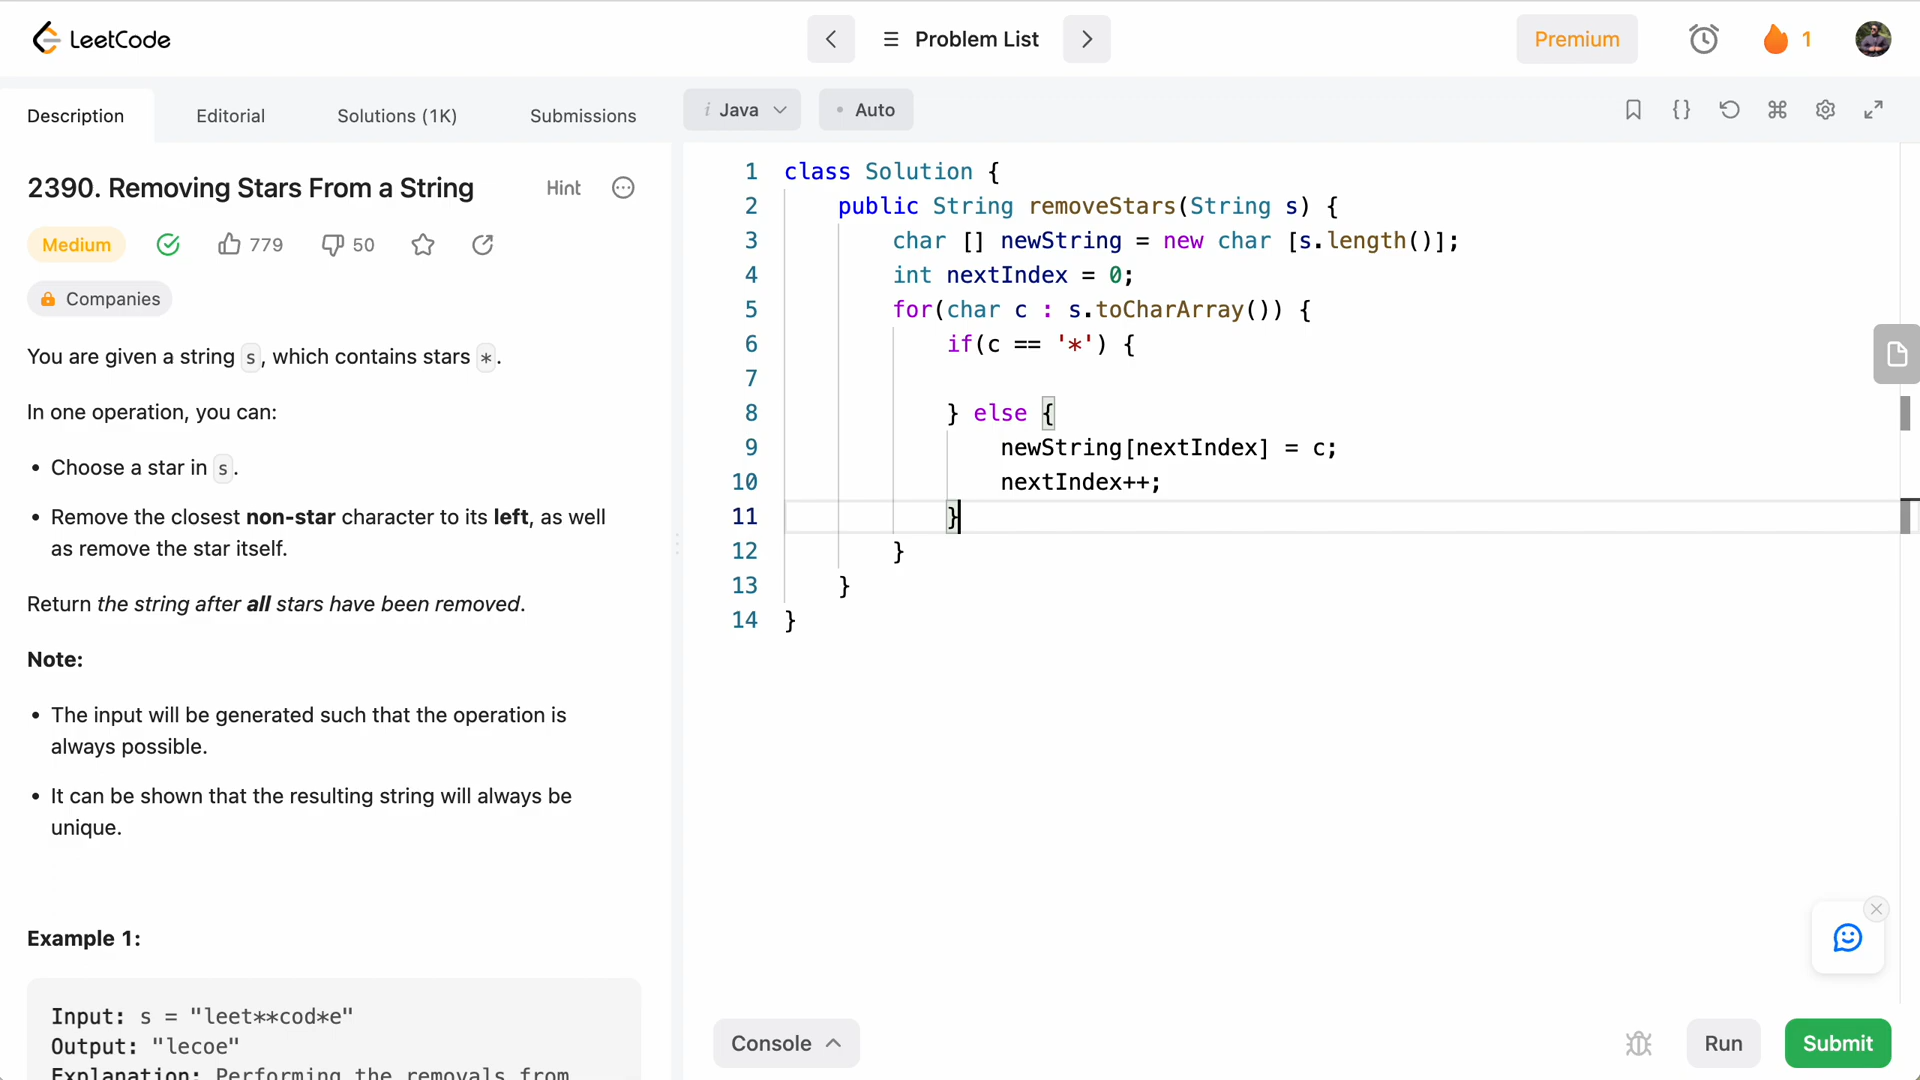 LeetCode
Problem List
Premium
1
Description
Editorial
Solutions (1K)
Submissions
i Java
• Auto
2390. Removing Stars From a String
Hint
Medium
779
50
Companies
You are given a string s, which contains stars *.
In one operation, you can:
• Choose a star in s.
• Remove the closest non-star character to its left, as well
as remove the star itself.
Return the string after all stars have been removed.
Note:
• The input will be generated such that the operation is
always possible.
• It can be shown that the resulting string will always be
unique.
Example 1:
Input: s = "leet**cod*e"
Output: "lecoe"
Explanation: Performing the removals from
1 class Solution {
2 public String removeStars(String s) {
3 char [] newString = new char [s.length()];
4 int nextIndex = 0;
5 for(char c : s.toCharArray()) {
6 if(c == '*') {
7
8 } else {
9 newString[nextIndex] = c;
10 nextIndex++;
11 }
12 }
13 }
14 }
Console
Run
Submit